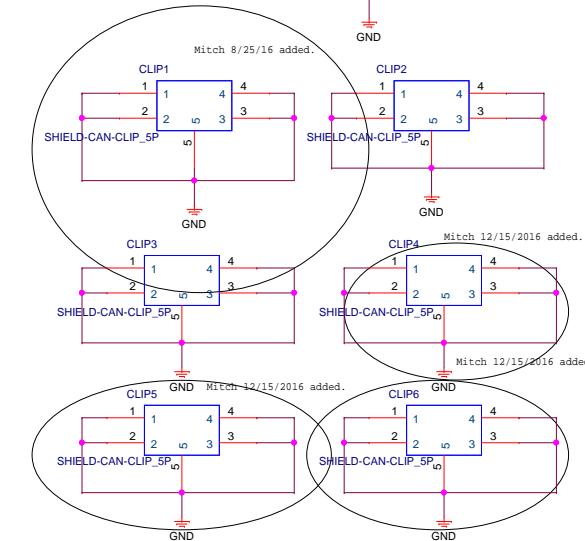 GND
Mitch 8/25/16 added.
CLIP1
1 1 4 4
2 2 3 3
SHIELD-CAN-CLIP_5P
5
5
GND
CLIP2
1 1 4 4
2 2 3 3
SHIELD-CAN-CLIP_5P
5
5
GND
CLIP3
1 1 4 4
2 2 5 3 3
SHIELD-CAN-CLIP_5P
5
GND
Mitch 12/15/2016 added.
CLIP4
1 1 4 4
2 2 5 3 3
SHIELD-CAN-CLIP_5P
5
GND
Mitch 12/15/2016 added.
CLIP5
1 1 4 4
2 2 5 3 3
SHIELD-CAN-CLIP_5P
5
GND
Mitch 12/15/2016 adde
CLIP6
1 1 4 4
2 2 5 3 3
SHIELD-CAN-CLIP_5P
5
GND